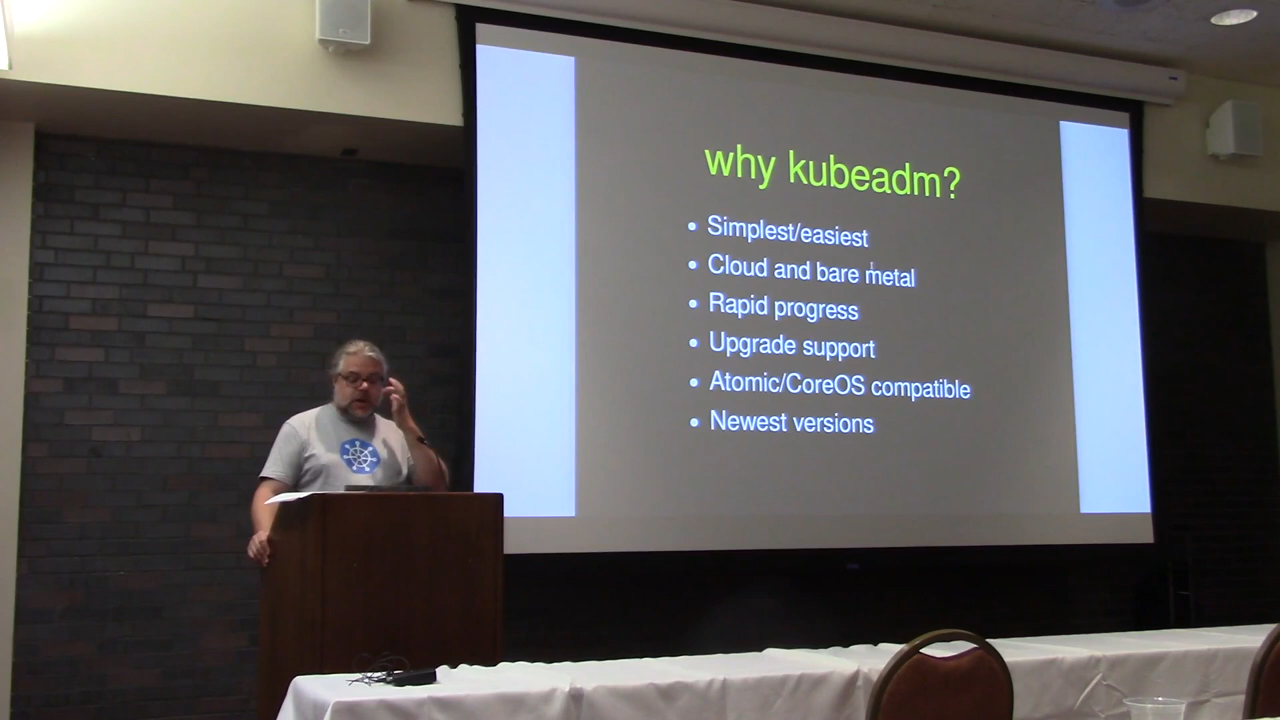 why kubeadm?
• Simplest/easiest
• Cloud and bare metal
• Rapid progress
• Upgrade support
• Atomic/CoreOS compatible
• Newest versions